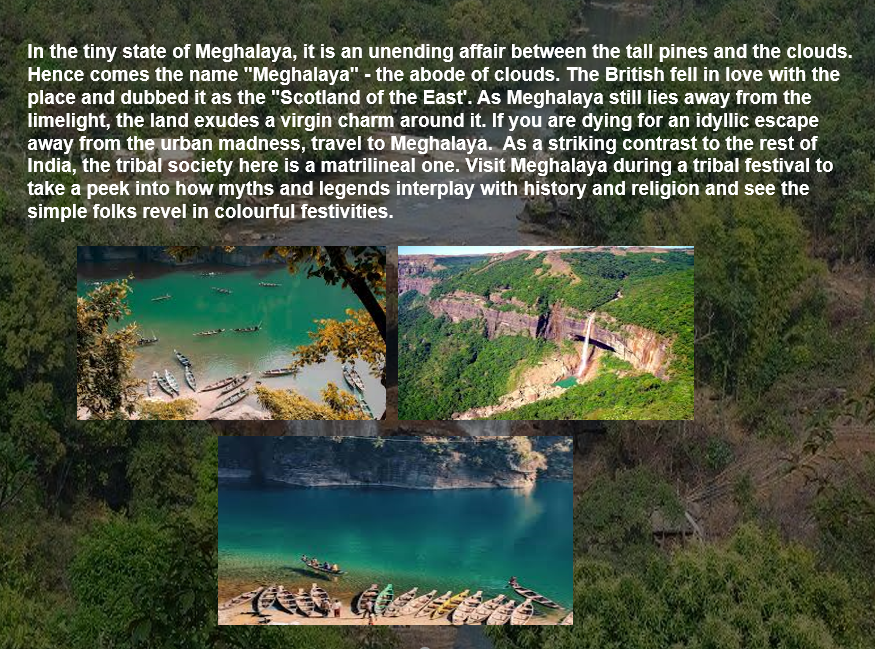 In the tiny state of Meghalaya, it is an unending affair between the tall pines and the clouds.
Hence comes the name "Meghalaya" - the abode of clouds. The British fell in love with the
place and dubbed it as the "Scotland of the East'. As Meghalaya still lies away from the
limelight, the land exudes a virgin charm around it. If you are dying for an idyllic escape
away from the urban madness, travel to Meghalaya.  As a striking contrast to the rest of
India, the tribal society here is a matrilineal one. Visit Meghalaya during a tribal festival to
take a peek into how myths and legends interplay with history and religion and see the
simple folks revel in colourful festivities.